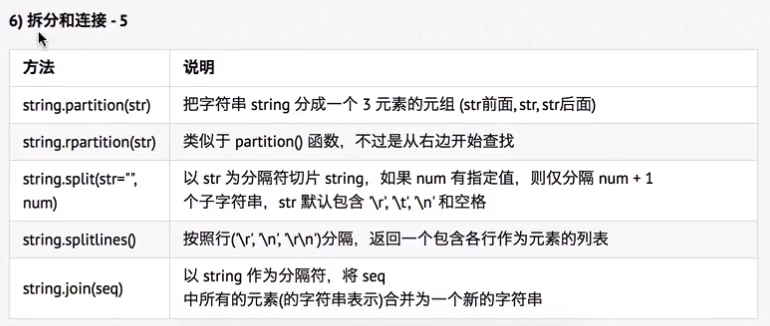 6) 拆分和连接 - 5
方法 说明
string.partition(str) 把字符串 string 分成一个 3 元素的元组 (str前面, str, str后面)
string.rpartition(str) 类似于 partition() 函数，不过是从右边开始查找
string.split(str="", 以 str 为分隔符切片 string，如果 num 有指定值，则仅分隔 num + 1
num) 个子字符串，str 默认包含 '\r', '\t', '\n' 和空格
string.splitlines() 按照行('\r', '\n', '\r\n')分隔，返回一个包含各行作为元素的列表
string.join(seq) 以 string 作为分隔符，将 seq
中所有的元素(的字符串表示)合并为一个新的字符串